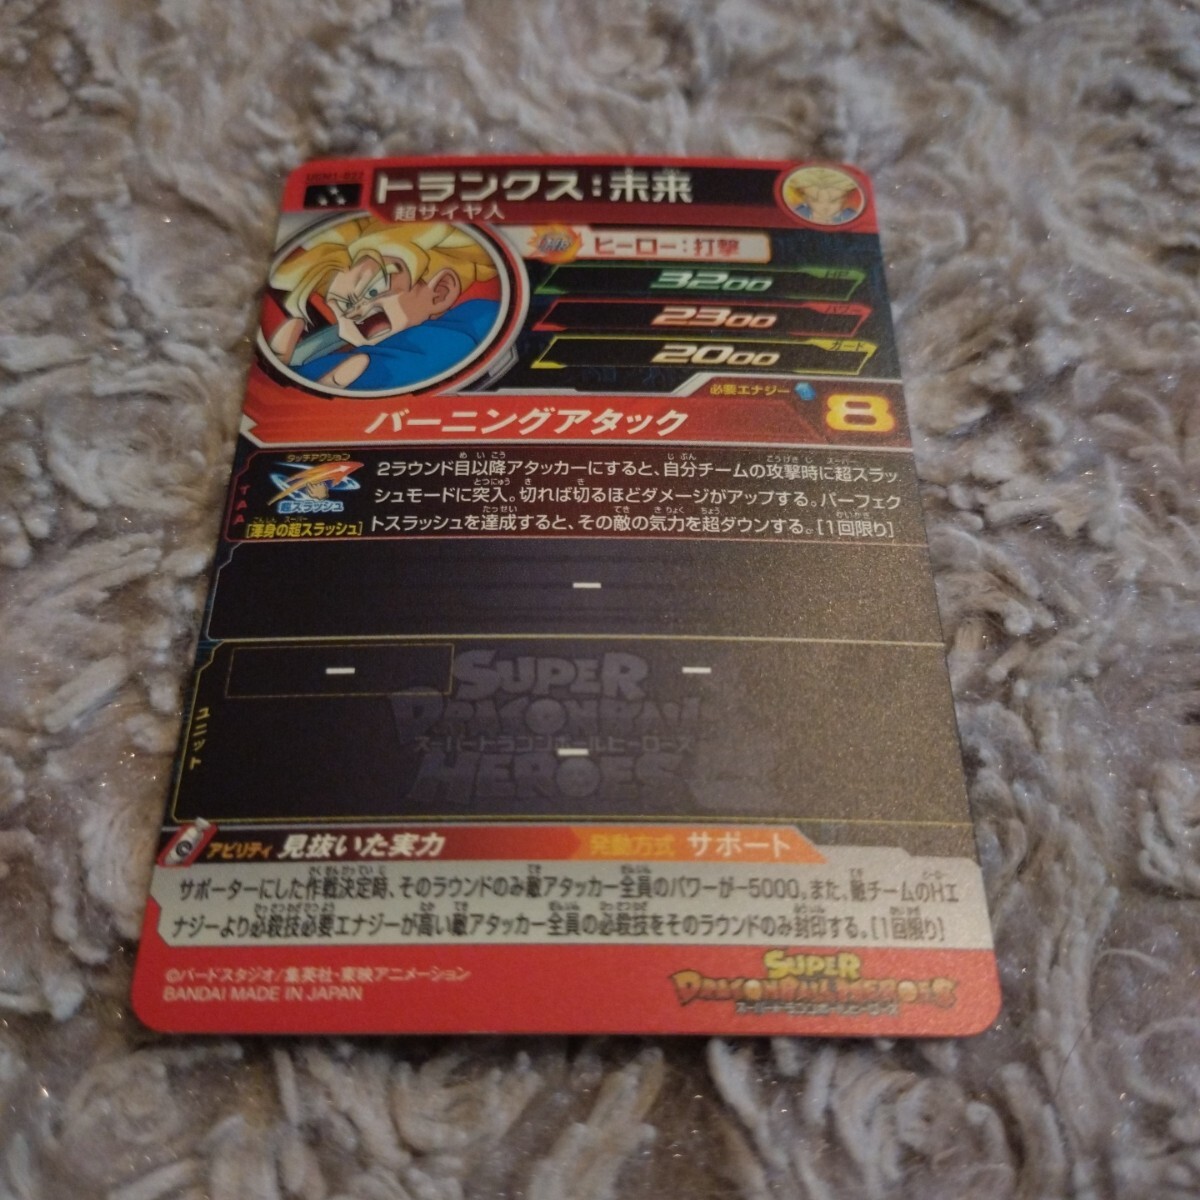 トランクス：未来
超サイヤ人
ヒーロー：打撃
3200
パワー
2300
ガード
2000
必要エナジー 8
バーニングアタック
タッチアクション
超スラッシュ
TAA
[渾身の超スラッシュ]
2ラウンド目以降アタッカーにすると、自分チームの攻撃時に超スラッ
シュモードに突入。切れば切るほどダメージがアップする。パーフェク
トスラッシュを達成すると、その敵の気力を超ダウンする。[1回限り]
ー
ー ー
ー
ユニット
SUPER
DRAGONBALL
スーパードラゴンボールヒーローズ
HEROES
アビリティ 見抜いた実力 発動方式 サポート
サポーターにした作戦決定時、そのラウンドのみ敵アタッカー全員のパワーが-5000。また、敵チームのHエ
ナジーより必殺技必要エナジーが高い敵アタッカー全員の必殺技をそのラウンドのみ封印する。[1回限り]
©バードスタジオ/集英社・東映アニメーション
BANDAI MADE IN JAPAN
SUPER
DRAGONBALL HEROES
スーパードラゴンボールヒーローズ